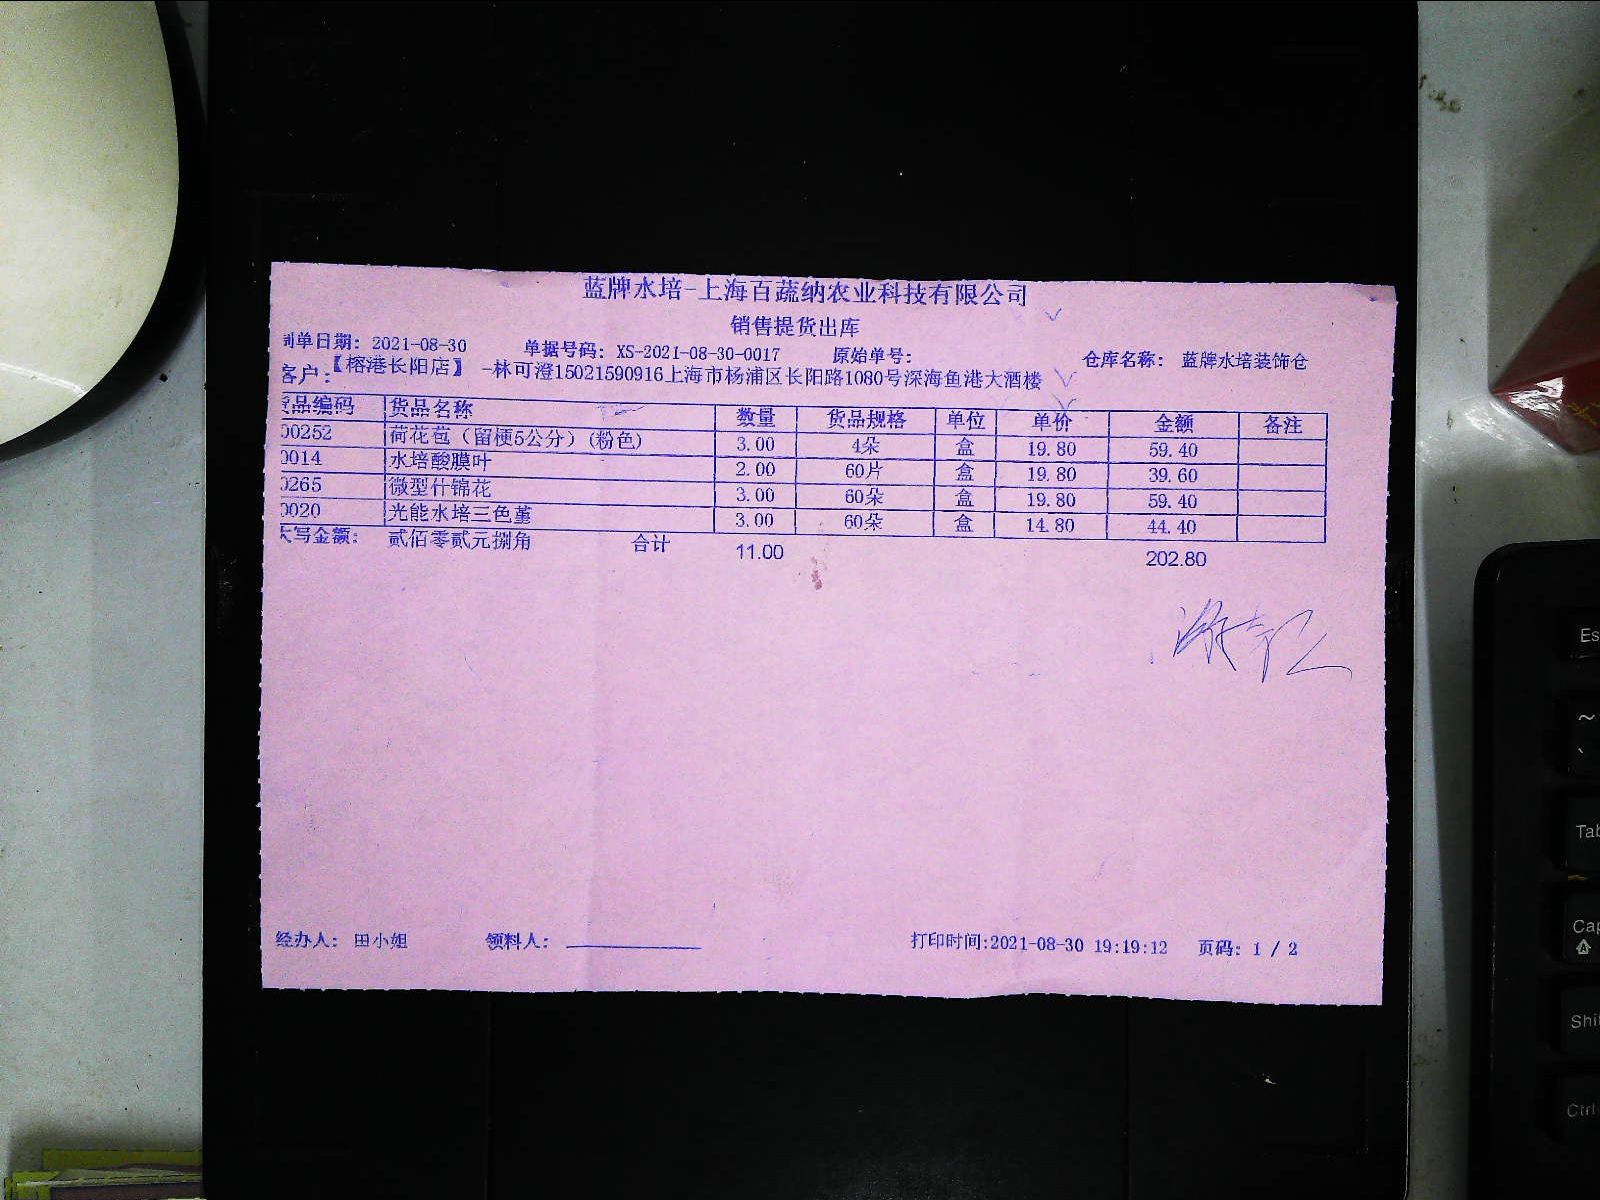 蓝牌水培-上海百蔬纳农业科技有限公司
销售提货出库
制单日期: 2021-08-30 单据号码: XS-2021-08-30-0017 原始单号: 仓库名称: 蓝牌水培装饰仓
客户:【榕港长阳店】 -林可澄15021590916上海市杨浦区长阳路1080号深海鱼港大酒楼
货品编码 货品名称 数量 货品规格 单位 单价 金额 备注
00252 荷花苞（留梗5公分）(粉色) 3.00 4朵 盒 19.80 59.40
0014 水培酸膜叶 2.00 60片 盒 19.80 39.60
0265 微型什锦花 3.00 60朵 盒 19.80 59.40
0020 光能水培三色堇 3.00 60朵 盒 14.80 44.40
大写金额: 贰佰零贰元捌角 合计 11.00 202.80
经办人: 田小姐 领料人: 打印时间:2021-08-30 19:19:12 页码: 1 / 2
Es
~
`
Tab
Cap
Shi
Ctrl